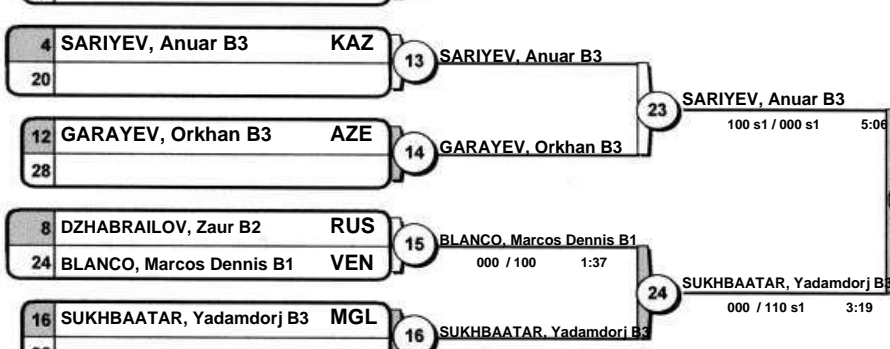 4 SARIYEV, Anuar B3 KAZ
20
13
SARIYEV, Anuar B3
12 GARAYEV, Orkhan B3 AZE
28
14
GARAYEV, Orkhan B3
23
SARIYEV, Anuar B3
100 s1 / 000 s1 5:06
8 DZHABRAILOV, Zaur B2 RUS
24 BLANCO, Marcos Dennis B1 VEN
15
BLANCO, Marcos Dennis B1
000 / 100 1:37
16 SUKHBAATAR, Yadamdorj B3 MGL
16
SUKHBAATAR, Yadamdorj B3
24
SUKHBAATAR, Yadamdorj B3
000 / 110 s1 3:19